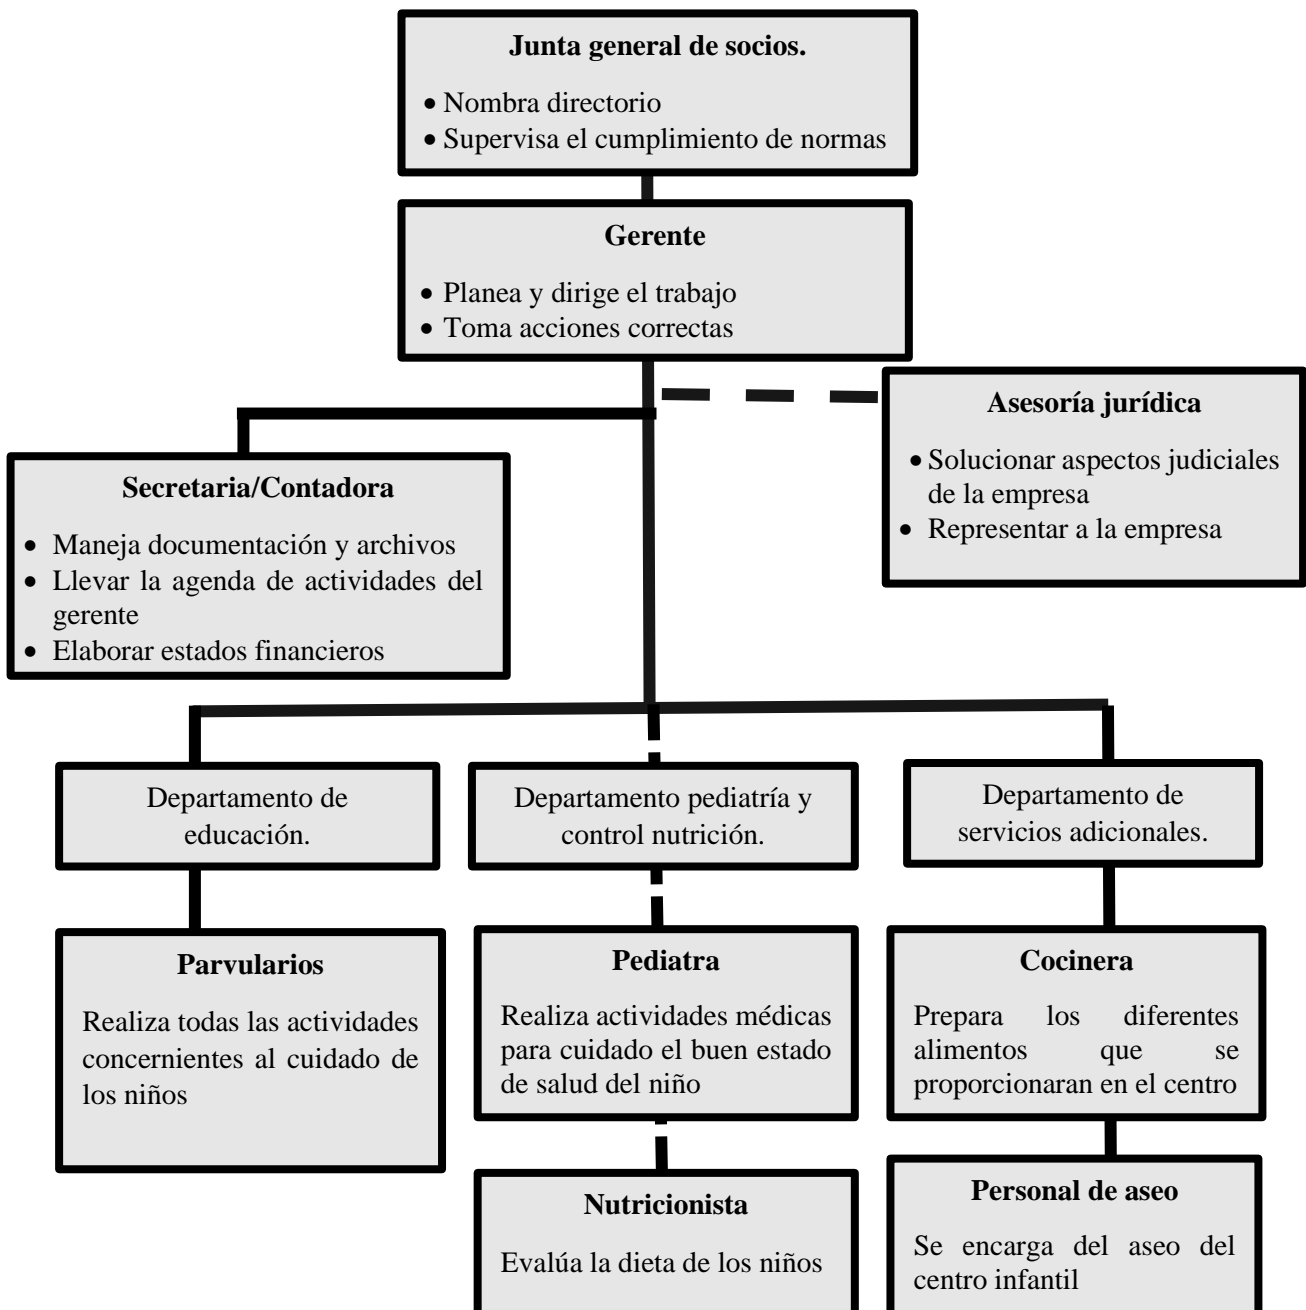 Junta general de socios.
• Nombra directorio
• Supervisa el cumplimiento de normas
Gerente
• Planea y dirige el trabajo
• Toma acciones correctas
Asesoría jurídica
• Solucionar aspectos judiciales
de la empresa
• Representar a la empresa
Secretaria/Contadora
• Maneja documentación y archivos
• Llevar la agenda de actividades del
gerente
• Elaborar estados financieros
Departamento de
educación.
Departamento pediatría y
control nutrición.
Departamento de
servicios adicionales.
Parvularios
Realiza todas las actividades
concernientes al cuidado de
los niños
Pediatra
Realiza actividades médicas
para cuidado el buen estado
de salud del niño
Cocinera
Prepara los diferentes
alimentos que se
proporcionaran en el centro
Nutricionista
Evalúa la dieta de los niños
Personal de aseo
Se encarga del aseo del
centro infantil